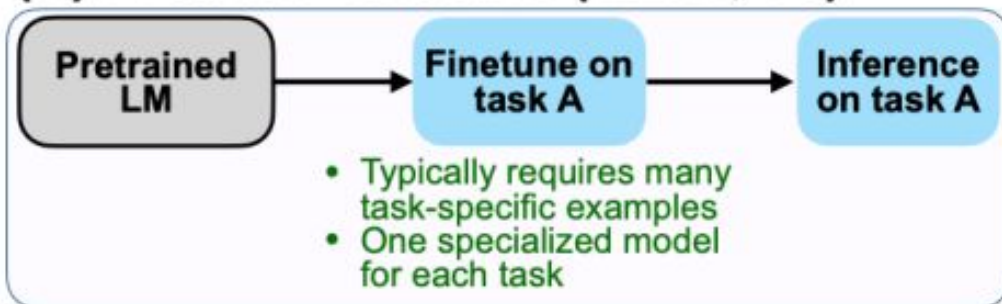 Pretrained
LM
Finetune on
task A
Inference
on task A
• Typically requires many
task-specific examples
• One specialized model
for each task